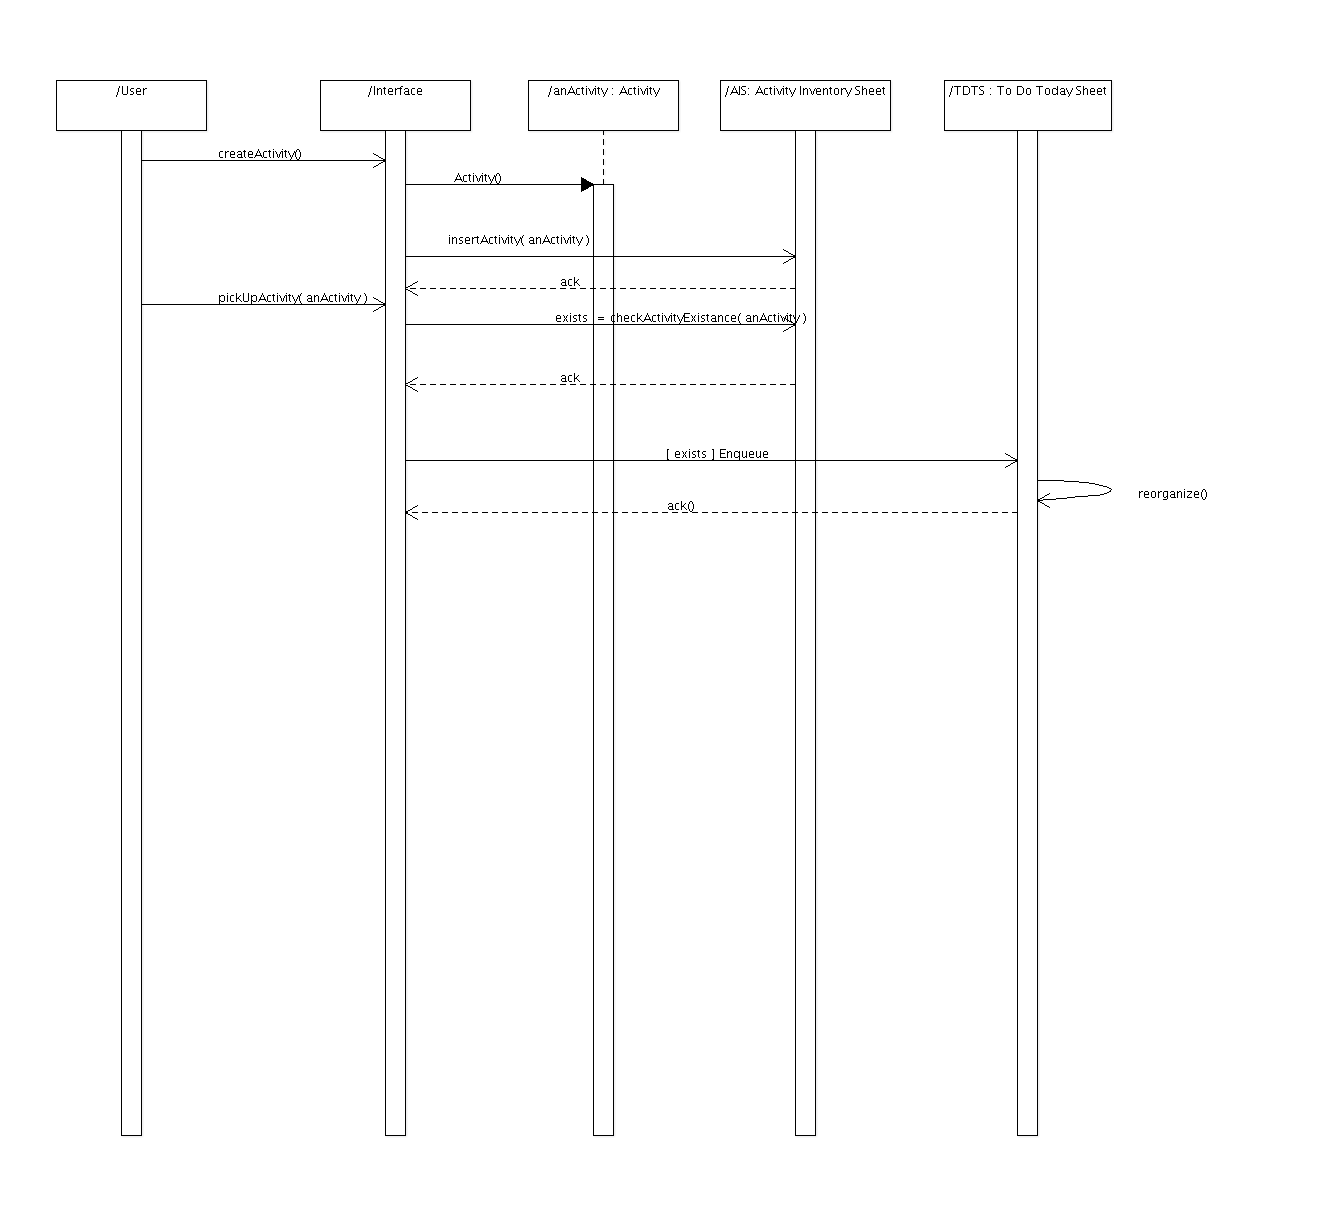 /User
/Interface
/anActivity : Activity
/AIS: Activity Inventory Sheet
/TDTS : To Do Today Sheet
createActivity()
Activity()
insertActivity( anActivity )
ack
pickUpActivity( anActivity )
exists = checkActivityExistance( anActivity )
ack
[ exists ] Enqueue
reorganize()
ack()